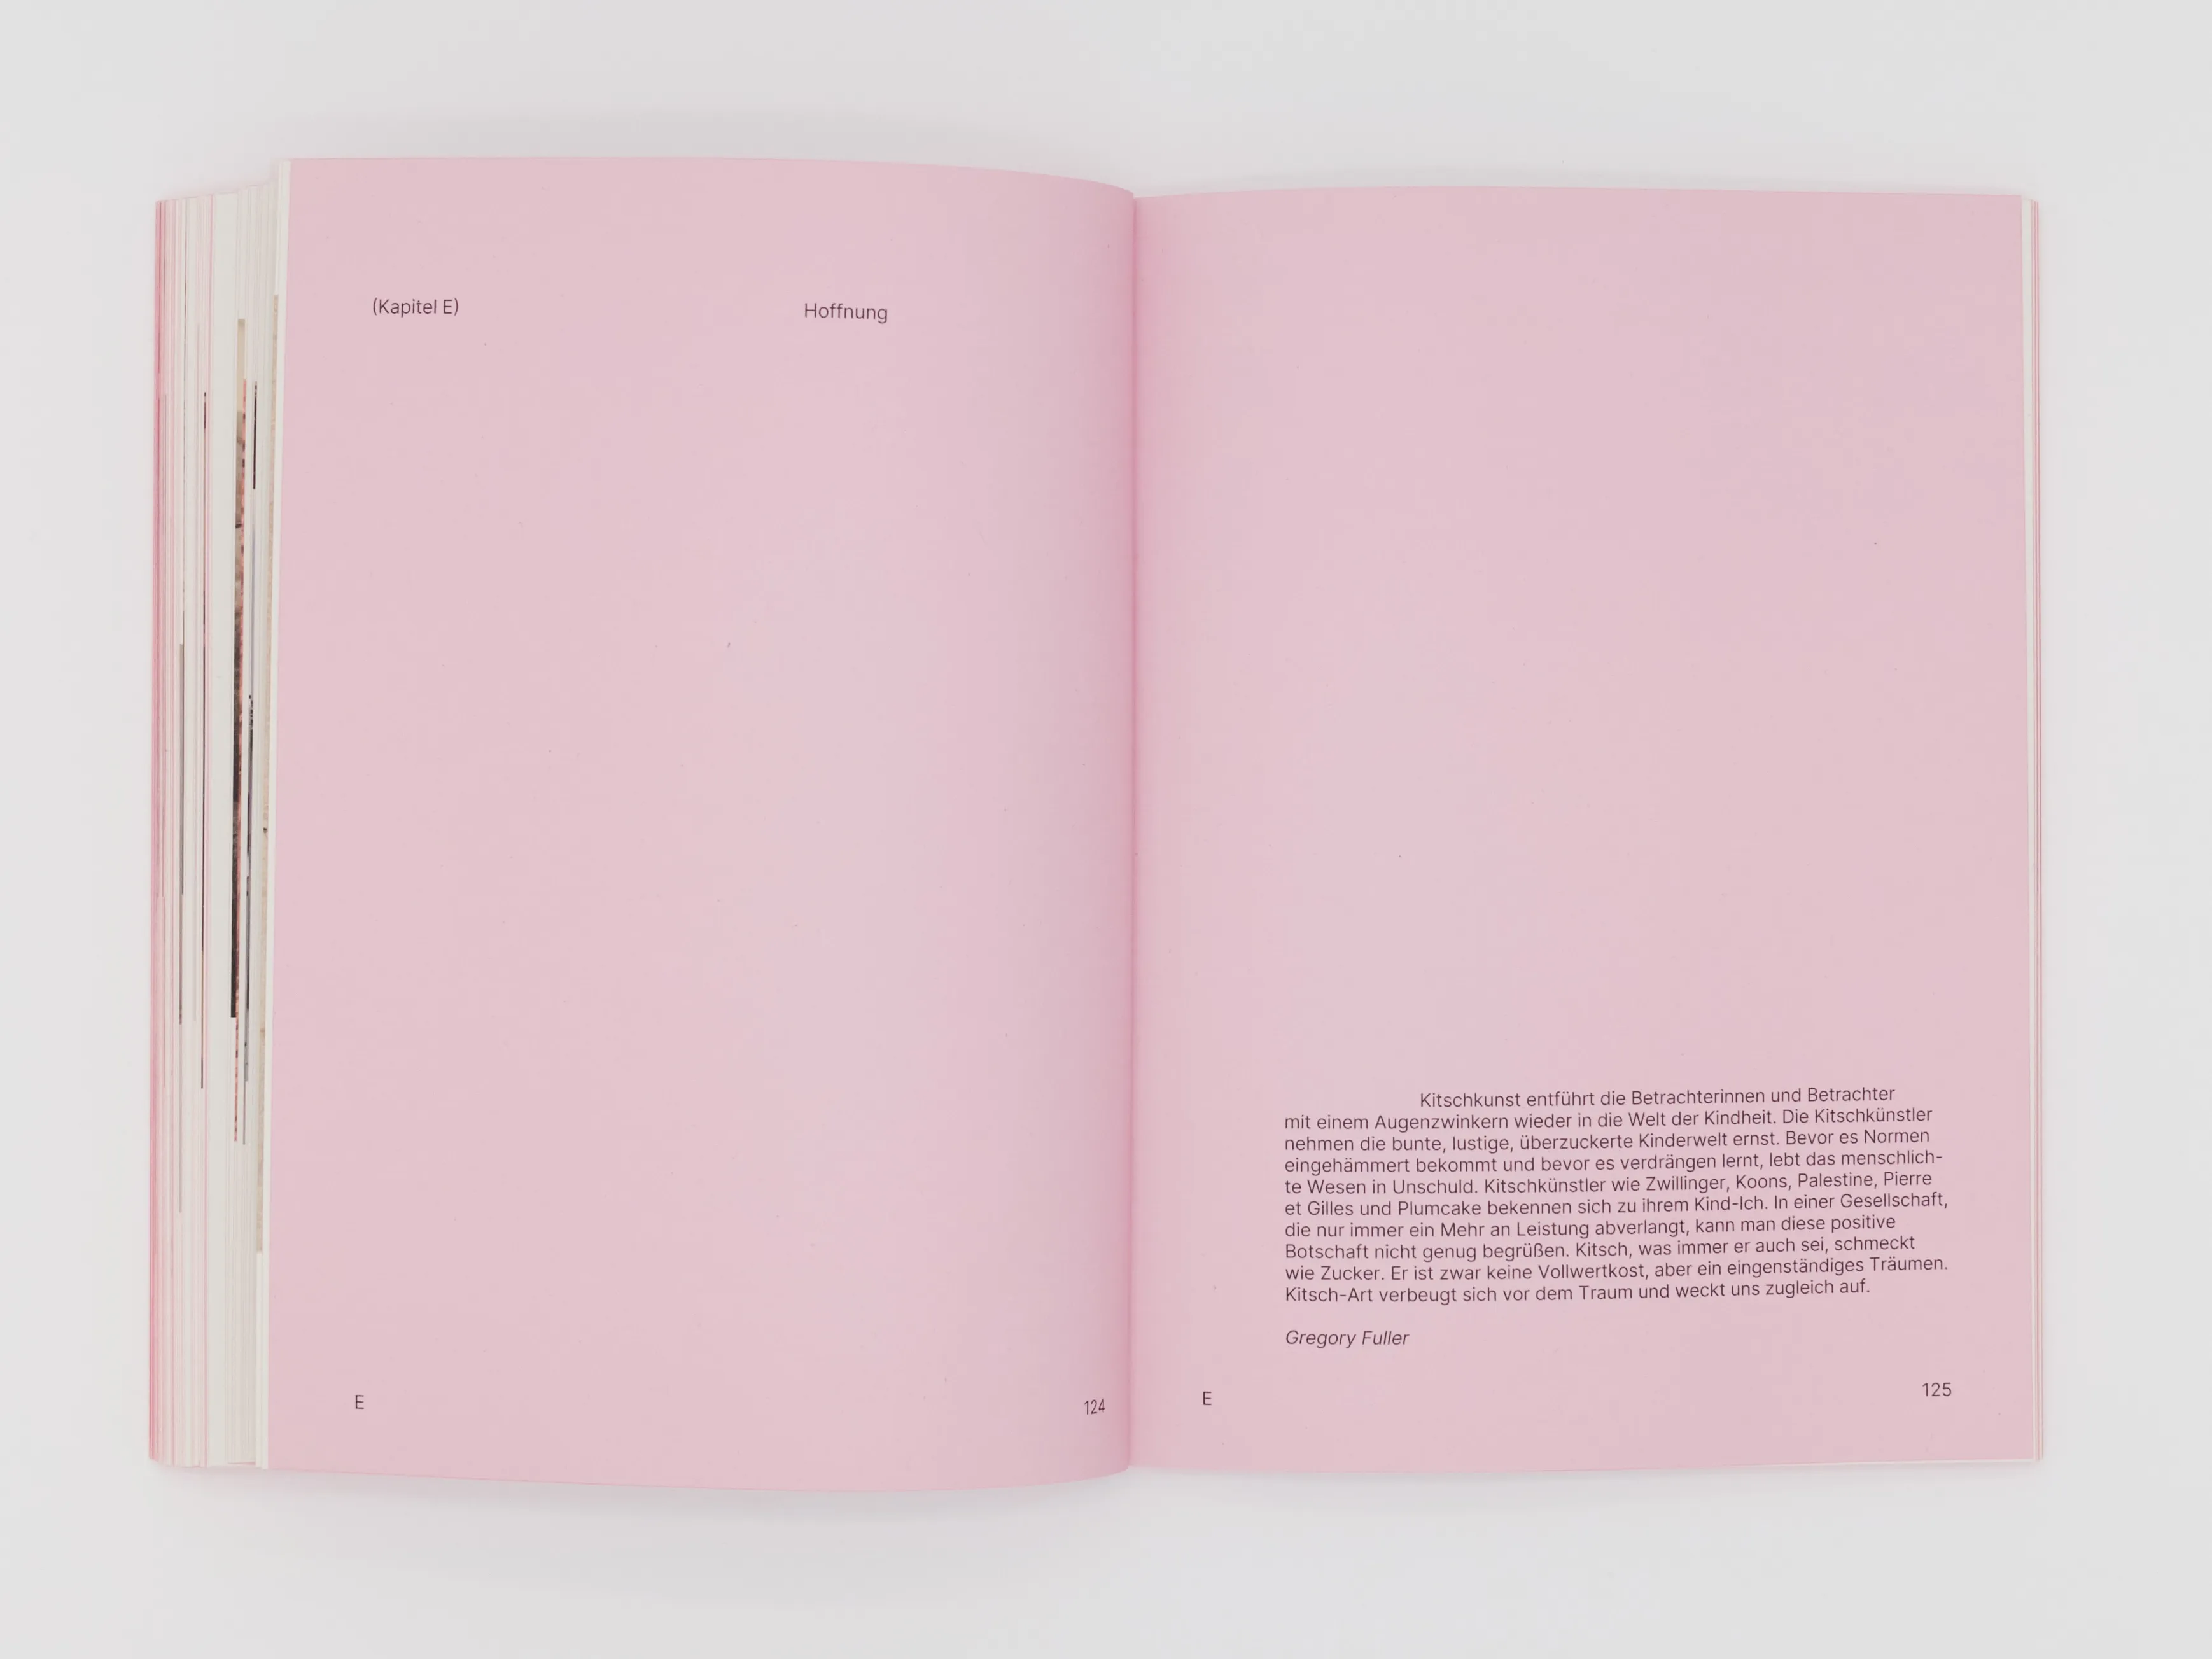 (Kapitel E) Hoffnung
E 124
Kitschkunst entführt die Betrachterinnen und Betrachter
mit einem Augenzwinkern wieder in die Welt der Kindheit. Die Kitschkünstler
nehmen die bunte, lustige, überzuckerte Kinderwelt ernst. Bevor es Normen
eingehämmert bekommt und bevor es verdrängen lernt, lebt das menschlich-
te Wesen in Unschuld. Kitschkünstler wie Zwillinger, Koons, Palestine, Pierre
et Gilles und Plumcake bekennen sich zu ihrem Kind-Ich. In einer Gesellschaft,
die nur immer ein Mehr an Leistung abverlangt, kann man diese positive
Botschaft nicht genug begrüßen. Kitsch, was immer er auch sei, schmeckt
wie Zucker. Er ist zwar keine Vollwertkost, aber ein eingenständiges Träumen.
Kitsch-Art verbeugt sich vor dem Traum und weckt uns zugleich auf.
Gregory Fuller
E 125